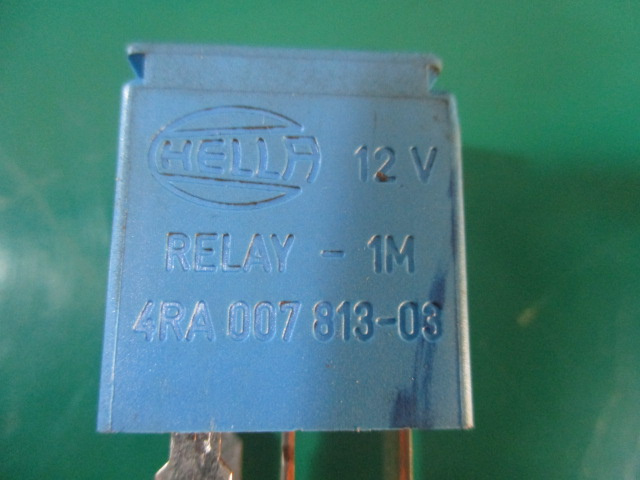 HELLA 12 V
RELAY - 1M
4RA 007 813-03